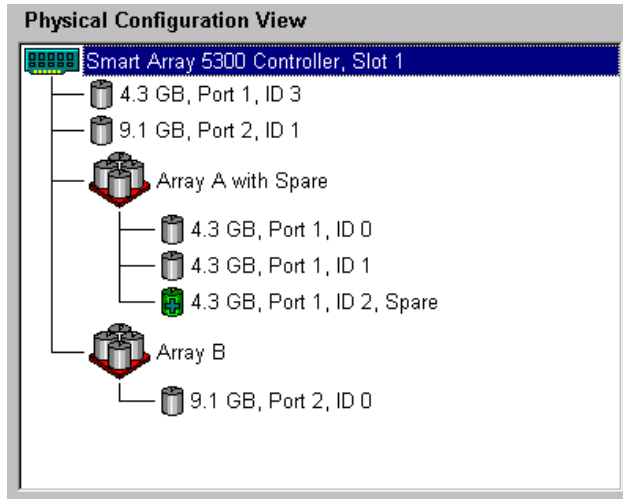 Physical Configuration View
Smart Array 5300 Controller, Slot 1
4.3 GB, Port 1, ID 3
9.1 GB, Port 2, ID 1
Array A with Spare
4.3 GB, Port 1, ID 0
4.3 GB, Port 1, ID 1
4.3 GB, Port 1, ID 2, Spare
Array B
9.1 GB, Port 2, ID 0